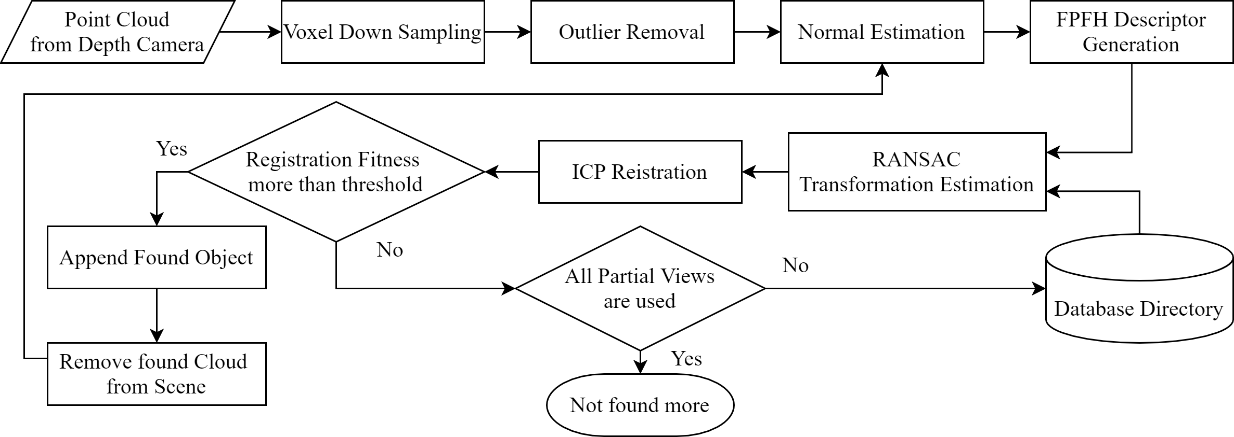 Point Cloud
from Depth Camera
Voxel Down Sampling
Outlier Removal
Normal Estimation
FPFH Descriptor
Generation
RANSAC
Transformation Estimation
ICP Reistration
Registration Fitness
more than threshold
Yes
No
Append Found Object
Remove found Cloud
from Scene
All Partial Views
are used
No
Yes
Database Directory
Not found more